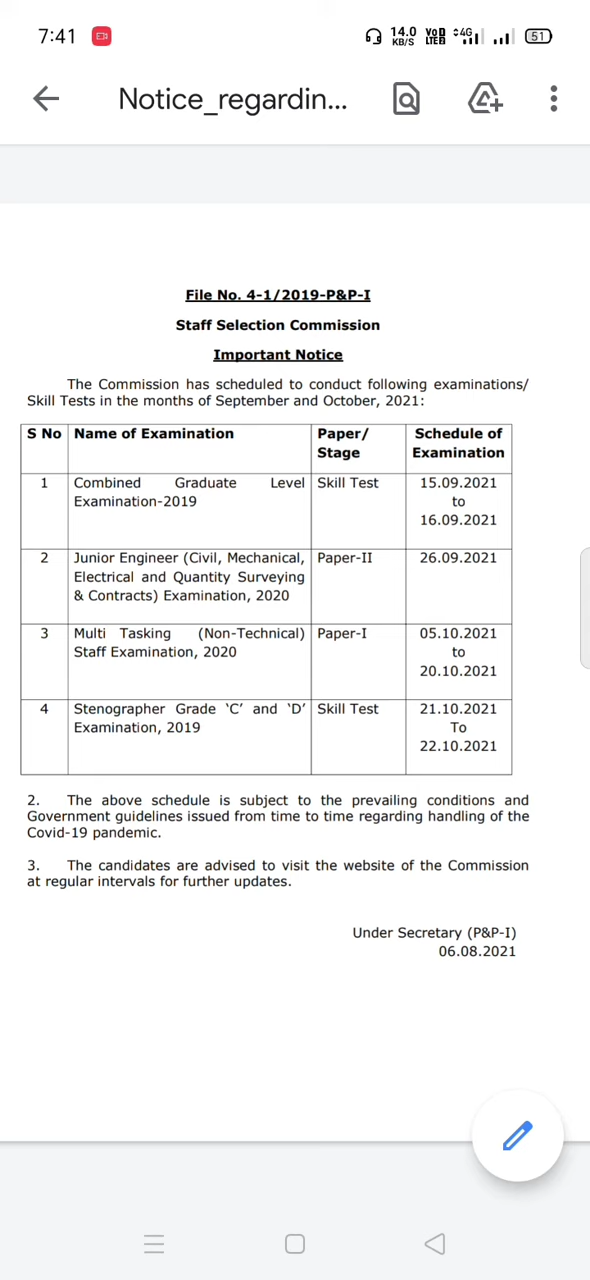 7:41
14.0 KB/S VoD LTE2 4G 51
Notice_regardin...
File No. 4-1/2019-P&P-I
Staff Selection Commission
Important Notice
The Commission has scheduled to conduct following examinations/
Skill Tests in the months of September and October, 2021:
S No Name of Examination Paper/ Stage Schedule of Examination
1 Combined Graduate Level Skill Test 15.09.2021
Examination-2019 to
16.09.2021
2 Junior Engineer (Civil, Mechanical, Paper-II 26.09.2021
Electrical and Quantity Surveying
& Contracts) Examination, 2020
3 Multi Tasking (Non-Technical) Paper-I 05.10.2021
Staff Examination, 2020 to
20.10.2021
4 Stenographer Grade ‘C’ and ‘D’ Skill Test 21.10.2021
Examination, 2019 To
22.10.2021
2. The above schedule is subject to the prevailing conditions and
Government guidelines issued from time to time regarding handling of the
Covid-19 pandemic.
3. The candidates are advised to visit the website of the Commission
at regular intervals for further updates.
Under Secretary (P&P-I)
06.08.2021